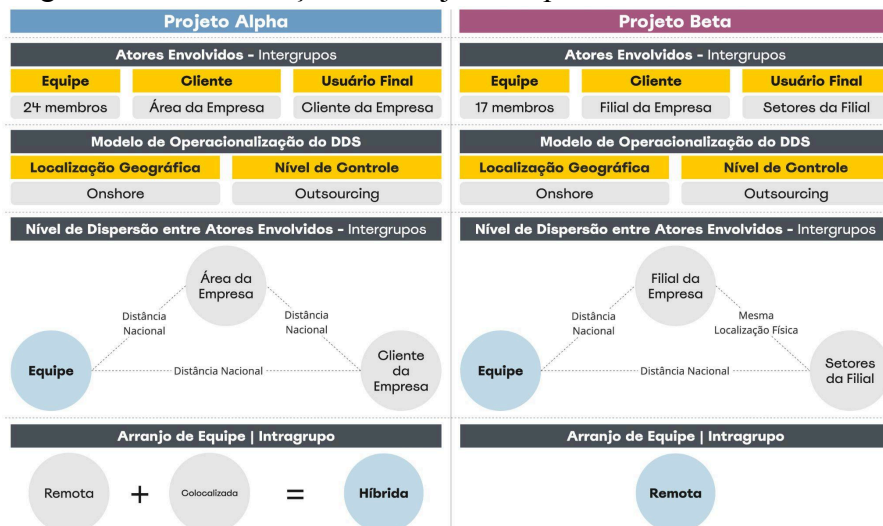 Projeto Alpha
Atores Envolvidos - Intergrupos
Equipe Cliente Usuário Final
24 membros Área da Empresa Cliente da Empresa
Modelo de Operacionalização do DDS
Localização Geográfica Nível de Controle
Onshore Outsourcing
Nível de Dispersão entre Atores Envolvidos - Intergrupos
Área da
Empresa
Distância
Nacional
Distância
Nacional
Equipe
Distância Nacional
Cliente
da
Empresa
Arranjo de Equipe | Intragrupo
Remota + Colocalizada = Híbrida
Projeto Beta
Atores Envolvidos - Intergrupos
Equipe Cliente Usuário Final
17 membros Filial da Empresa Setores da Filial
Modelo de Operacionalização do DDS
Localização Geográfica Nível de Controle
Onshore Outsourcing
Nível de Dispersão entre Atores Envolvidos - Intergrupos
Filial da
Empresa
Distância
Nacional
Mesma
Localização Física
Equipe
Distância Nacional
Setores
da Filial
Arranjo de Equipe | Intragrupo
Remota